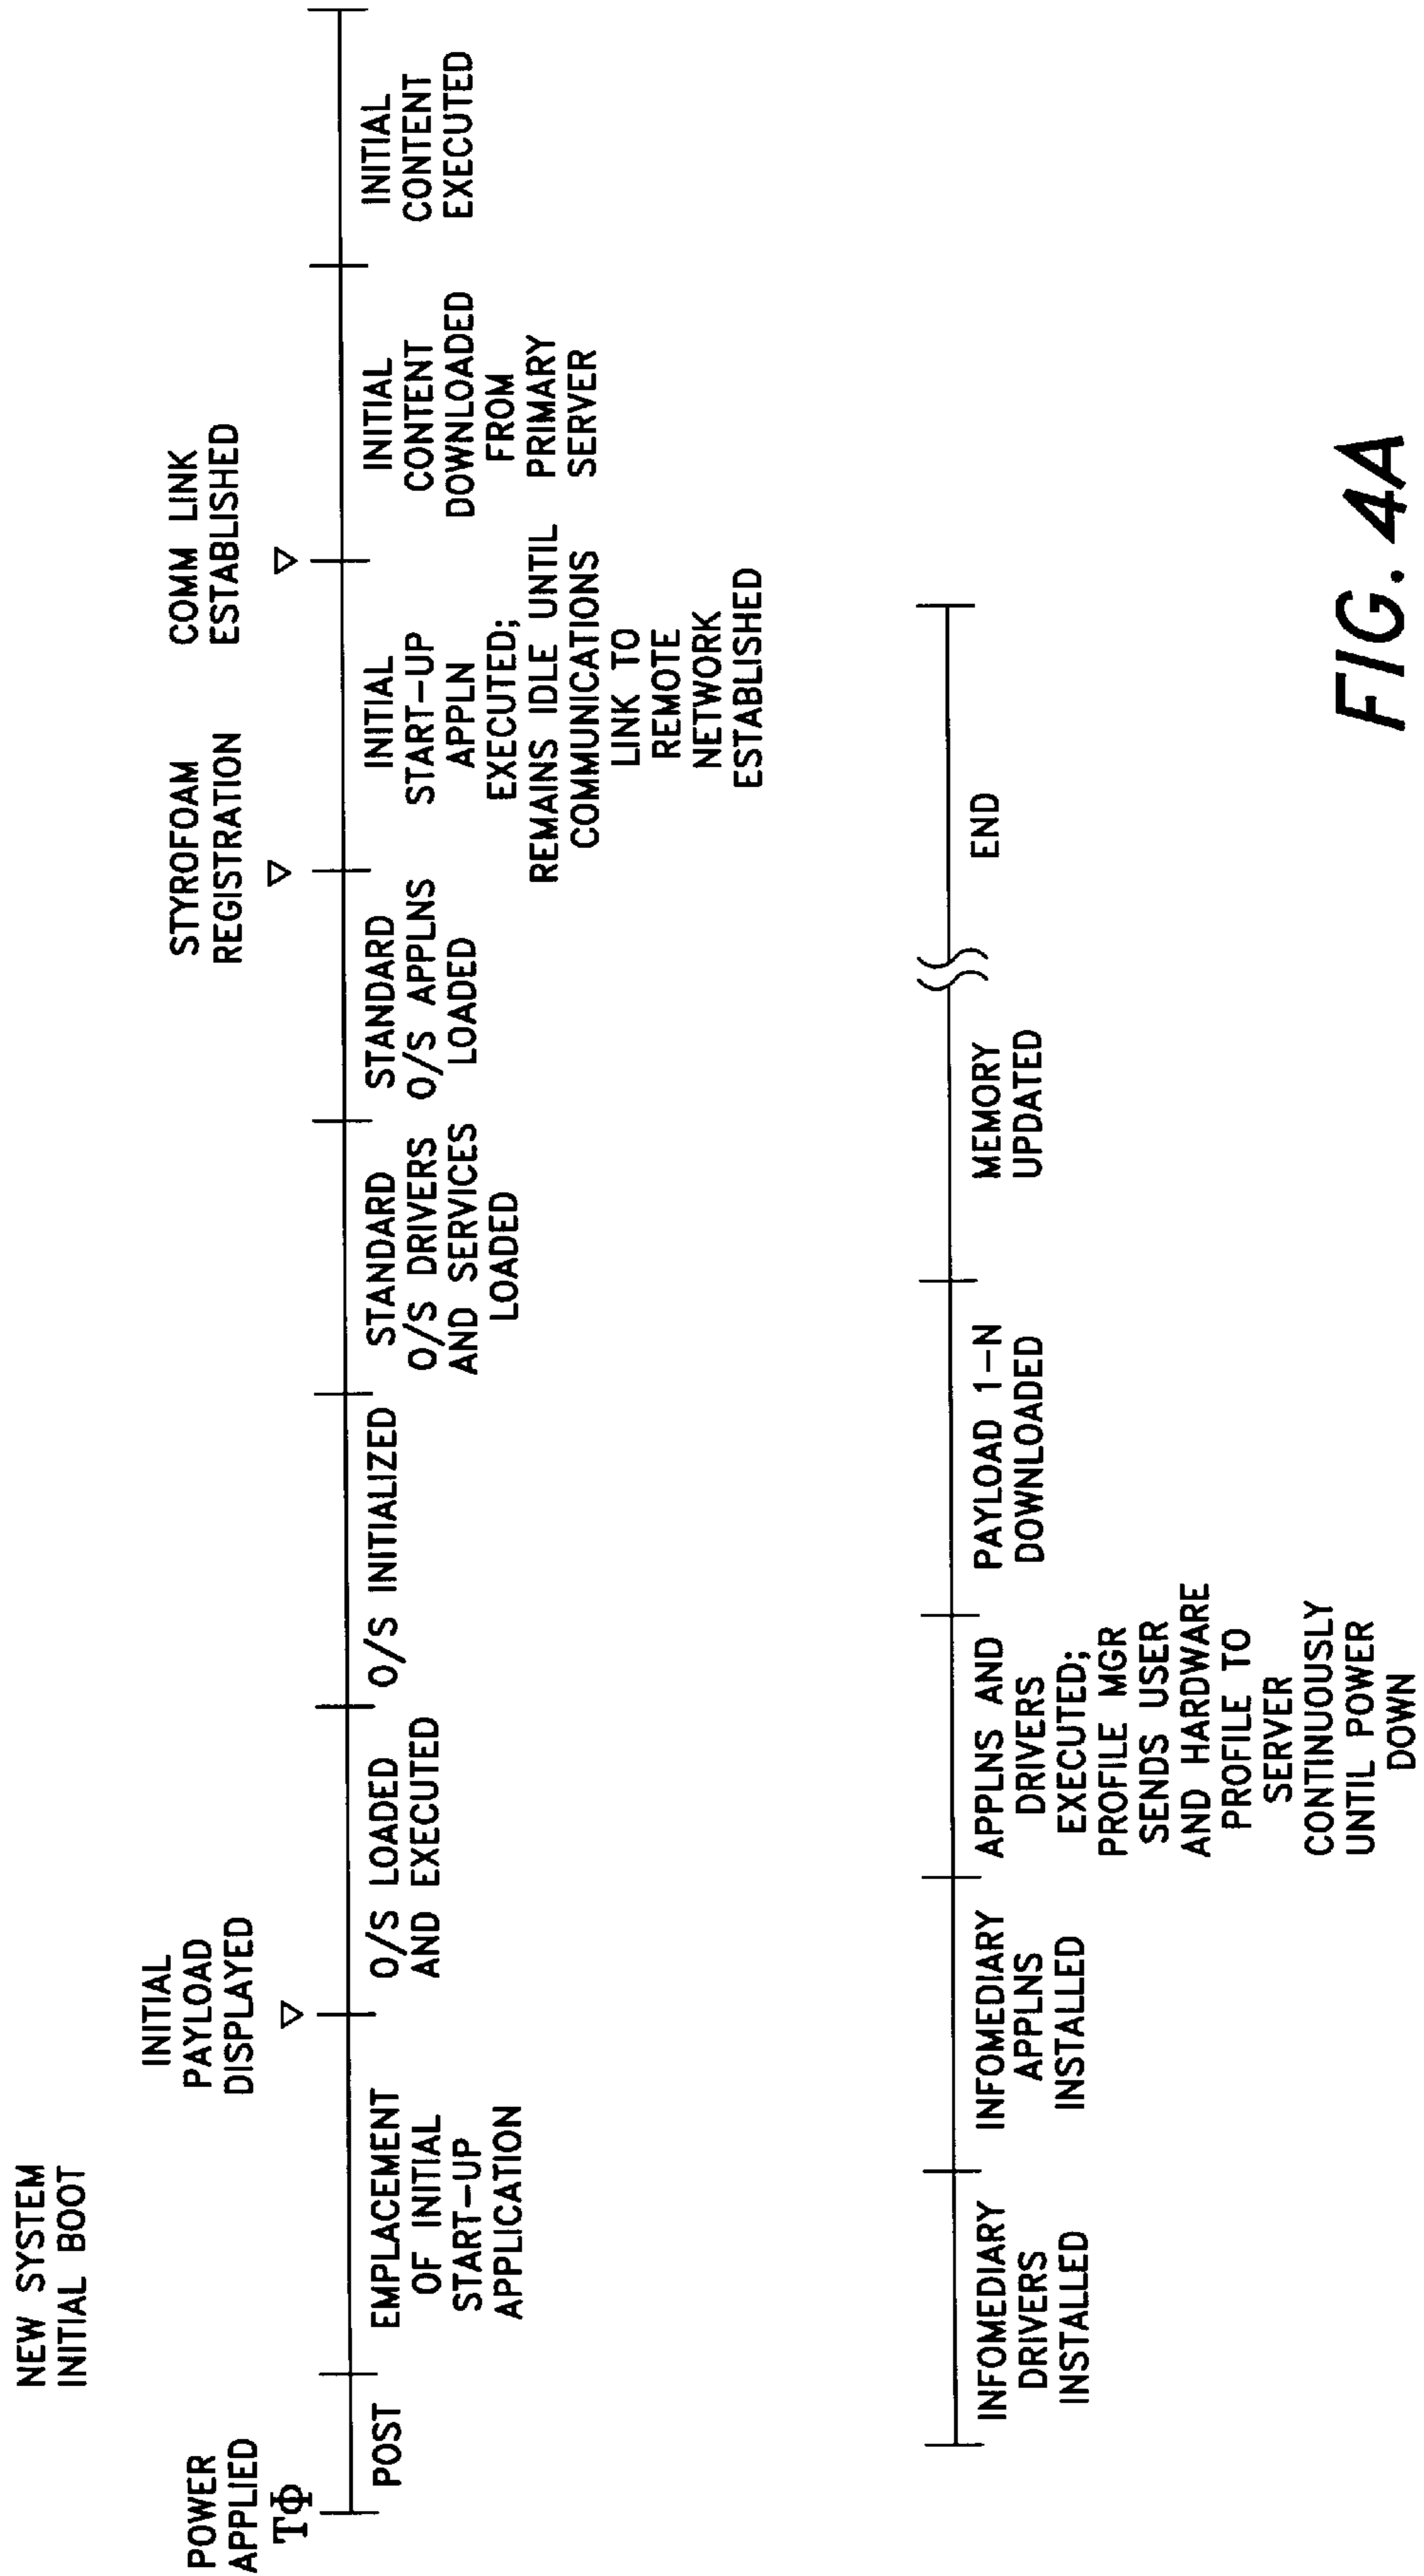 NEW SYSTEM
INITIAL BOOT
POWER
APPLIED
TΦ
INITIAL
PAYLOAD
DISPLAYED
STYROFOAM
REGISTRATION
COMM LINK
ESTABLISHED
POST
EMPLACEMENT
OF INITIAL
START-UP
APPLICATION
O/S LOADED
AND EXECUTED
O/S INITIALIZED
STANDARD
O/S DRIVERS
AND SERVICES
LOADED
STANDARD
O/S APPLNS
LOADED
INITIAL
START-UP
APPLN
EXECUTED;
REMAINS IDLE UNTIL
COMMUNICATIONS
LINK TO
REMOTE
NETWORK
ESTABLISHED
INITIAL
CONTENT
DOWNLOADED
FROM
PRIMARY
SERVER
INITIAL
CONTENT
EXECUTED
INFOMEDIARY
DRIVERS
INSTALLED
INFOMEDIARY
APPLNS
INSTALLED
APPLNS AND
DRIVERS
EXECUTED;
PROFILE MGR
SENDS USER
AND HARDWARE
PROFILE TO
SERVER
CONTINUOUSLY
UNTIL POWER
DOWN
PAYLOAD 1-N
DOWNLOADED
MEMORY
UPDATED
END
FIG. 4A